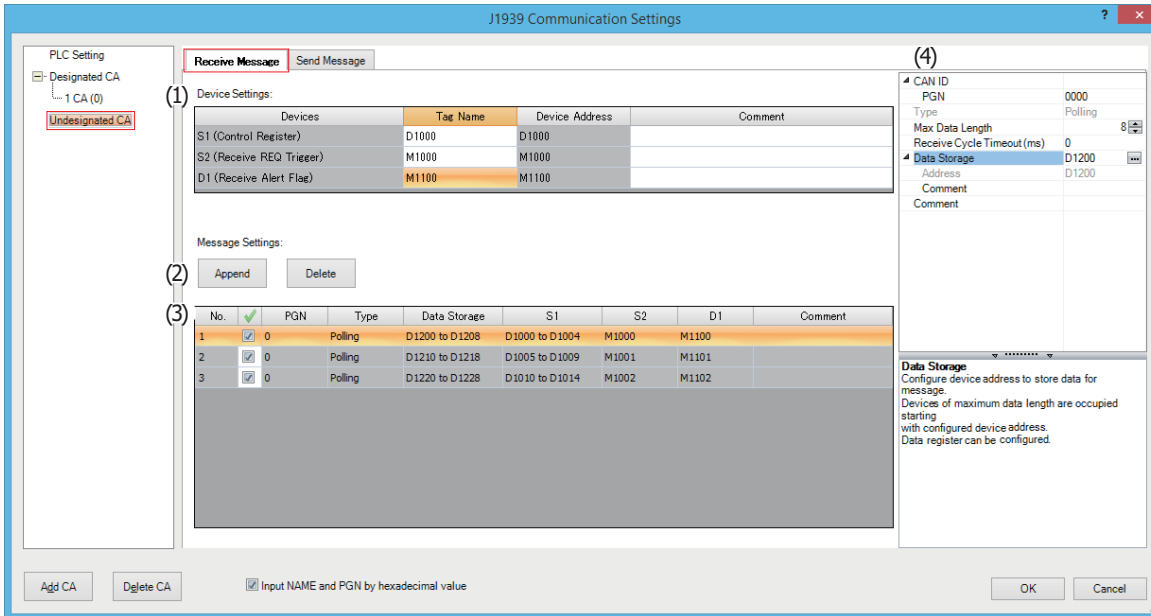 J1939 Communication Settings
?
×
PLC Setting
Designated CA
1 CA (0)
Undesignated CA
Receive Message Send Message
(1) Device Settings:
Devices Tag Name Device Address Comment
S1 (Control Register) D1000 D1000
S2 (Receive REQ Trigger) M1000 M1000
D1 (Receive Alert Flag) M1100 M1100
Message Settings:
(2) Append Delete
(3) No. PGN Type Data Storage S1 S2 D1 Comment
1 0 Polling D1200 to D1208 D1000 to D1004 M1000 M1100
2 0 Polling D1210 to D1218 D1005 to D1009 M1001 M1101
3 0 Polling D1220 to D1228 D1010 to D1014 M1002 M1102
(4)
CAN ID
PGN 0000
Type Polling
Max Data Length 8
Receive Cycle Timeout (ms) 0
Data Storage D1200 ...
Address D1200
Comment
Comment
Data Storage
Configure device address to store data for
message.
Devices of maximum data length are occupied
starting
with configured device address.
Data register can be configured.
Add CA Delete CA Input NAME and PGN by hexadecimal value OK Cancel